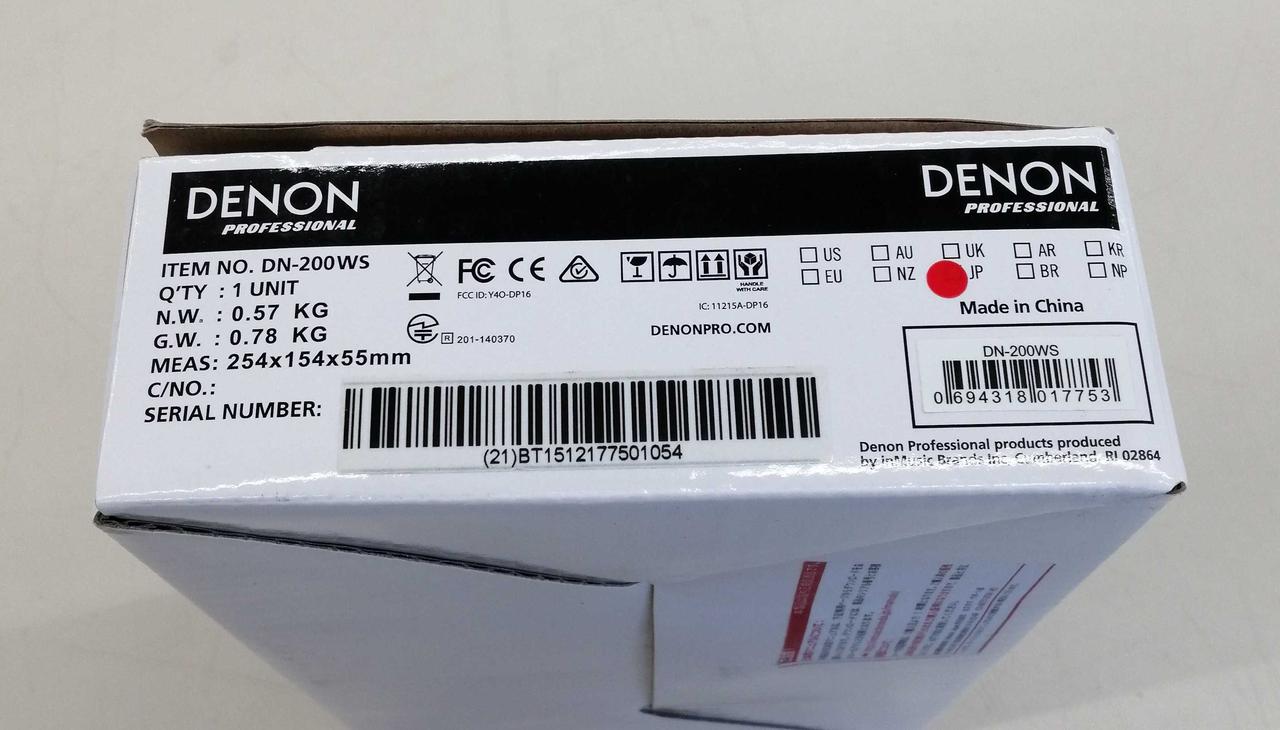 DENON
PROFESSIONAL
DENON
PROFESSIONAL
ITEM NO. DN-200WS
Q'TY : 1 UNIT
N.W. : 0.57 KG
G.W. : 0.78 KG
MEAS: 254x154x55mm
C/NO.:
SERIAL NUMBER:
FC CE
FCC ID: Y4O-DP16
R 201-140370
HANDLE
WITH CARE
IC: 11215A-DP16
DENONPRO.COM
US AU UK AR KR
EU NZ JP BR NP
Made in China
DN-200WS
0 694318 017753
(21)BT1512177501054
Denon Professional products produced
by inMusic Brands Inc. Cumberland, RI 02864